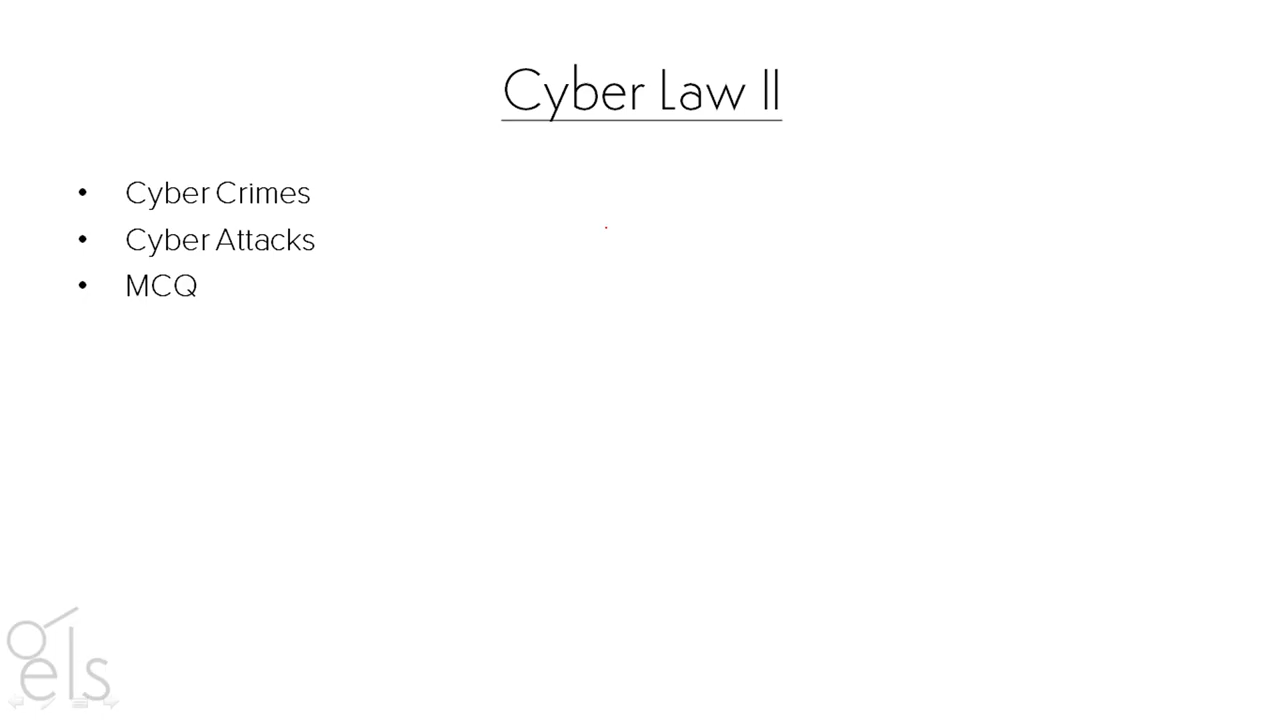 Cyber Law II
• Cyber Crimes
• Cyber Attacks
• MCQ
els